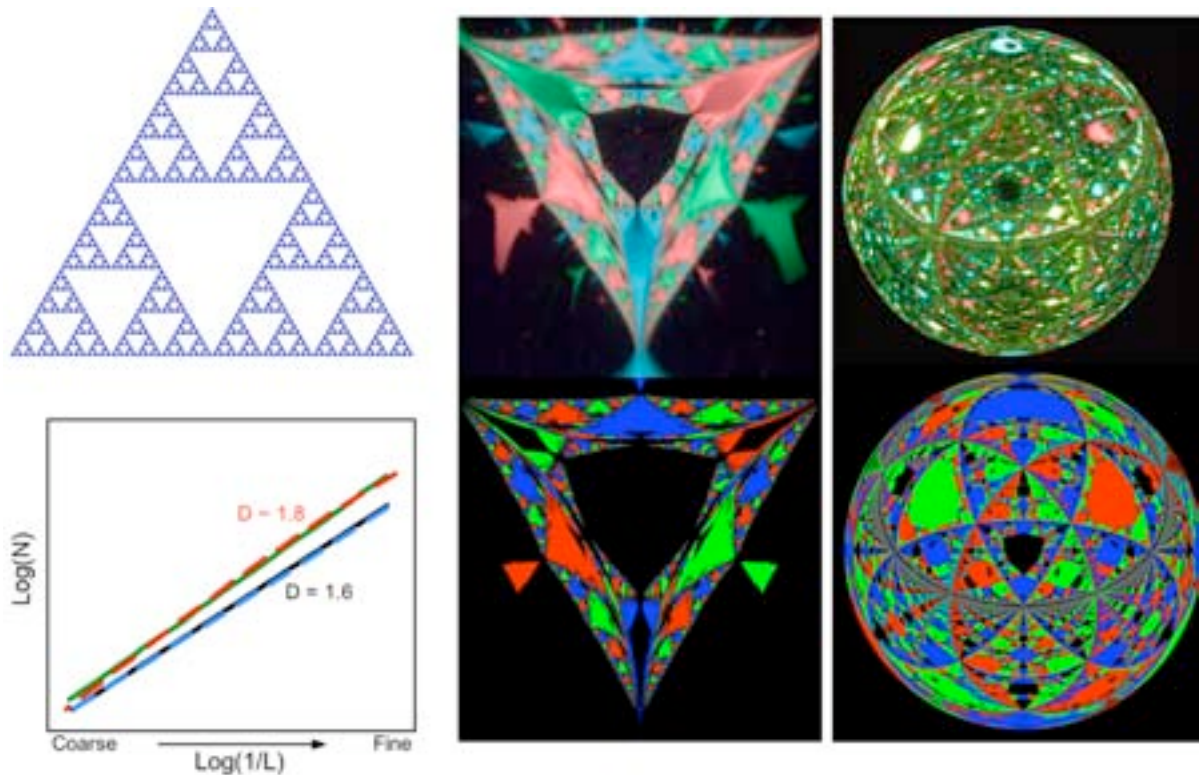 D = 1.8
D = 1.6
Log(N)
Coarse
Fine
Log(1/L)